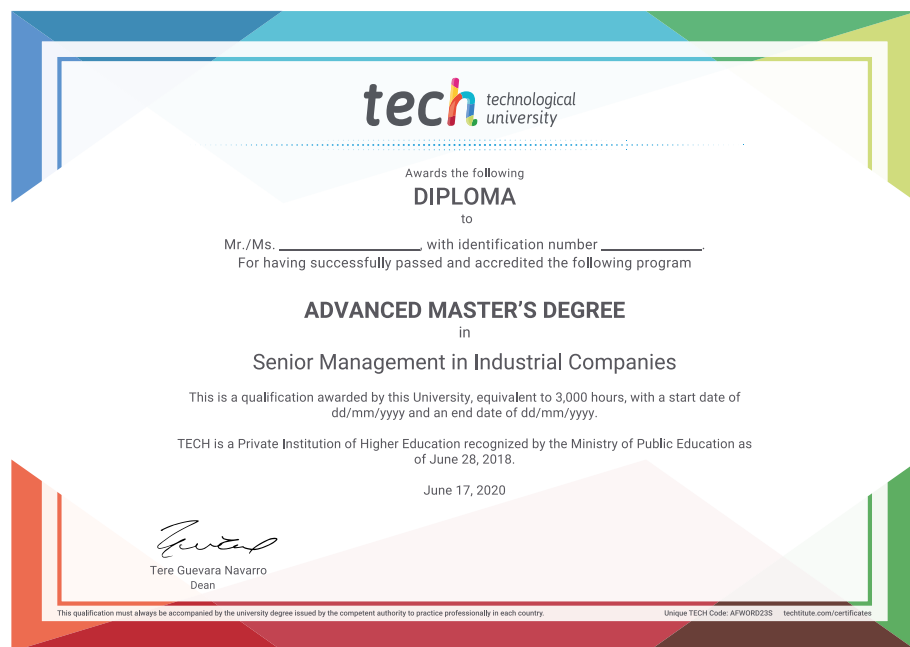 tech technological
university
Awards the following
DIPLOMA
to
Mr./Ms. ____________________, with identification number ______________.
For having successfully passed and accredited the following program
ADVANCED MASTER'S DEGREE
in
Senior Management in Industrial Companies
This is a qualification awarded by this University, equivalent to 3,000 hours, with a start date of
dd/mm/yyyy and an end date of dd/mm/yyyy.
TECH is a Private Institution of Higher Education recognized by the Ministry of Public Education as
of June 28, 2018.
June 17, 2020
Tere Guevara Navarro
Dean
This qualification must always be accompanied by the university degree issued by the competent authority to practice professionally in each country. Unique TECH Code: AFWORD23S techtitute.com/certificates